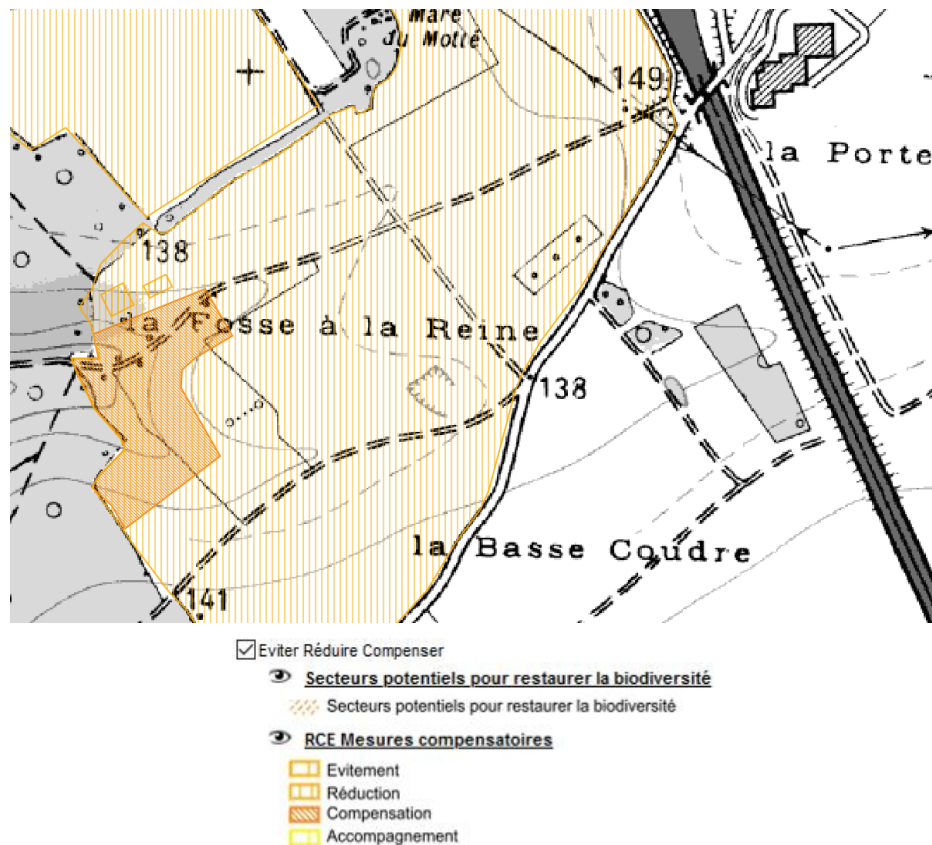 Mare
du Motté
149
la Porte
138
la Fosse à la Reine
138
la Basse Coudre
141
Eviter Réduire Compenser
Secteurs potentiels pour restaurer la biodiversité
Secteurs potentiels pour restaurer la biodiversité
RCE Mesures compensatoires
Evitement
Réduction
Compensation
Accompagnement